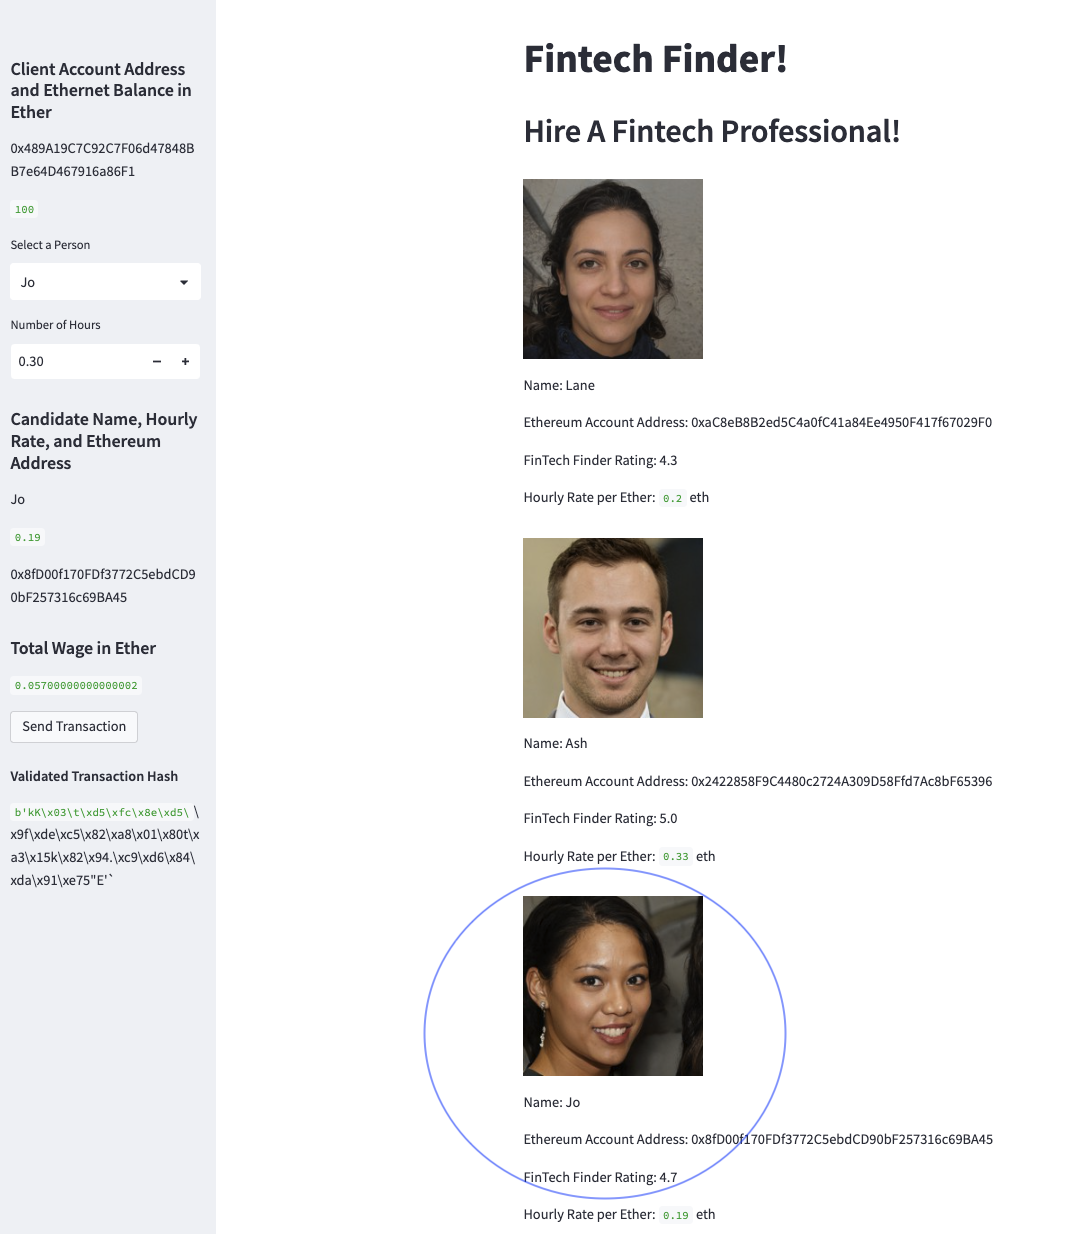 Client Account Address
and Ethernet Balance in
Ether
0x489A19C7C92C7F06d47848B
B7e64D467916a86F1
100
Select a Person
Jo
Number of Hours
0.30
Candidate Name, Hourly
Rate, and Ethereum
Address
Jo
0.19
0x8fD00f170FDf3772C5ebdCD9
0bF257316c69BA45
Total Wage in Ether
0.05700000000000002
Send Transaction
Validated Transaction Hash
b'kK\x03\t\xd5\xfc\x8e\xd5\ \
x9f\xde\xc5\x82\xa8\x01\x80t\x
a3\x15k\x82\x94.\xc9\xd6\x84\
xda\x91\xe75"E'`
Fintech Finder!
Hire A Fintech Professional!
Name: Lane
Ethereum Account Address: 0xaC8eB8B2ed5C4a0fC41a84Ee4950F417f67029F0
FinTech Finder Rating: 4.3
Hourly Rate per Ether: 0.2 eth
Name: Ash
Ethereum Account Address: 0x2422858F9C4480c2724A309D58Ffd7Ac8bF65396
FinTech Finder Rating: 5.0
Hourly Rate per Ether: 0.33 eth
Name: Jo
Ethereum Account Address: 0x8fD00f170FDf3772C5ebdCD90bF257316c69BA45
FinTech Finder Rating: 4.7
Hourly Rate per Ether: 0.19 eth